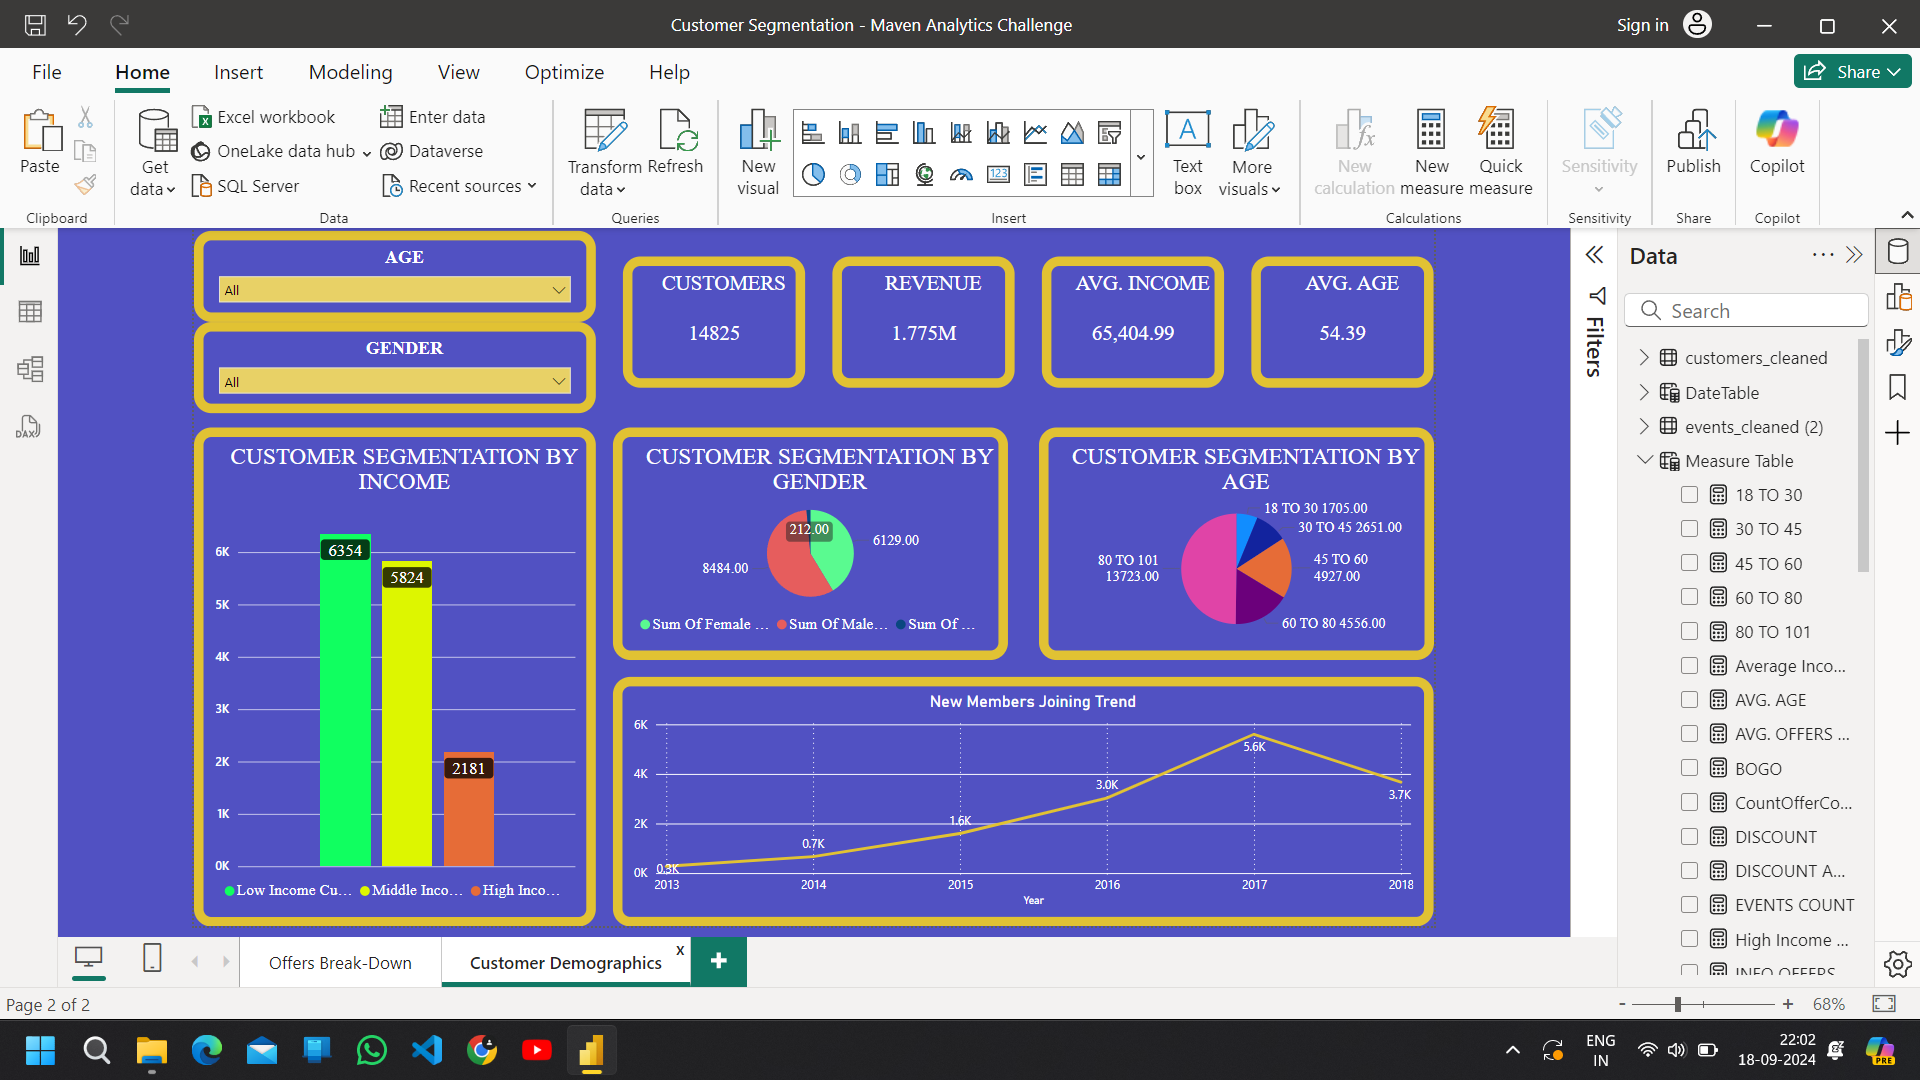 Customer Segmentation - Maven Analytics Challenge
Sign in
File
Home
Insert
Modeling
View
Optimize
Help
Share
Paste
Get
data
Excel workbook
OneLake data hub
SQL Server
Enter data
Dataverse
Recent sources
Transform
data
Refresh
New
visual
Text
box
More
visuals
New
calculation
New
measure
Quick
measure
Sensitivity
Publish
Copilot
Clipboard
Data
Queries
Insert
Calculations
Sensitivity
Share
Copilot
AGE
All
GENDER
All
CUSTOMERS
14825
REVENUE
1.775M
AVG. INCOME
65,404.99
AVG. AGE
54.39
CUSTOMER SEGMENTATION BY
INCOME
6K
5K
4K
3K
2K
1K
0K
6354
5824
2181
Low Income Cu...
Middle Inco...
High Inco...
CUSTOMER SEGMENTATION BY
GENDER
212.00
6129.00
8484.00
Sum Of Female ...
Sum Of Male...
Sum Of ...
CUSTOMER SEGMENTATION BY
AGE
18 TO 30 1705.00
30 TO 45 2651.00
45 TO 60
4927.00
60 TO 80 4556.00
80 TO 101
13723.00
New Members Joining Trend
6K
4K
2K
0K
0.3K
0.7K
1.6K
3.0K
5.6K
3.7K
2013
2014
2015
2016
2017
2018
Year
Filters
Data
Search
customers_cleaned
DateTable
events_cleaned (2)
Measure Table
18 TO 30
30 TO 45
45 TO 60
60 TO 80
80 TO 101
Average Inco...
AVG. AGE
AVG. OFFERS ...
BOGO
CountOfferCo...
DISCOUNT
DISCOUNT A...
EVENTS COUNT
High Income ...
INFO OFFERS
DAX
Offers Break-Down
Customer Demographics
x
Page 2 of 2
- 
+
68%
ENG
IN
22:02
18-09-2024
PRE